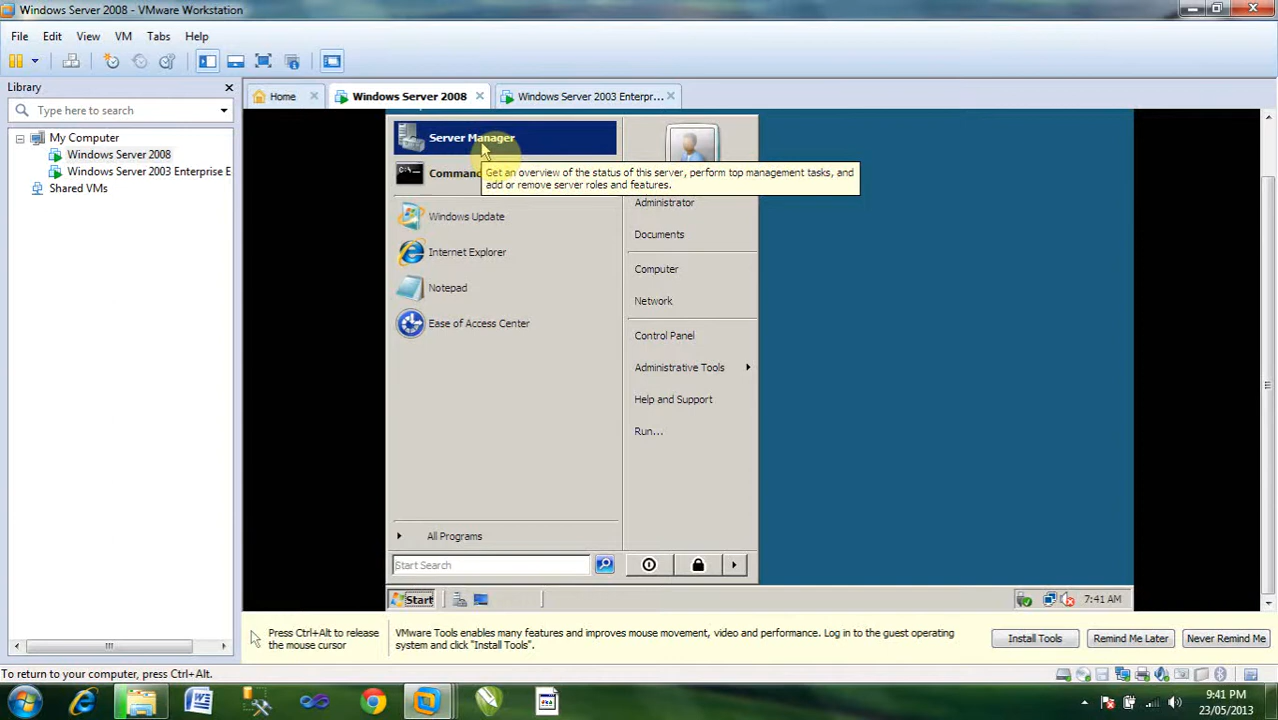 Windows Server 2008 - VMware Workstation
File Edit View VM Tabs Help
Library
Type here to search
My Computer
Windows Server 2008
Windows Server 2003 Enterprise E
Shared VMs
Home
Windows Server 2008
Windows Server 2003 Enterpr...
Server Manager
Command
Get an overview of the status of this server, perform top management tasks, and
add or remove server roles and features.
Windows Update
Internet Explorer
Notepad
Ease of Access Center
All Programs
Start Search
Administrator
Documents
Computer
Network
Control Panel
Administrative Tools
Help and Support
Run...
Start
7:41 AM
Press Ctrl+Alt to release
the mouse cursor
VMware Tools enables many features and improves mouse movement, video and performance. Log in to the guest operating
system and click "Install Tools".
Install Tools
Remind Me Later
Never Remind Me
To return to your computer, press Ctrl+Alt.
9:41 PM
23/05/2013